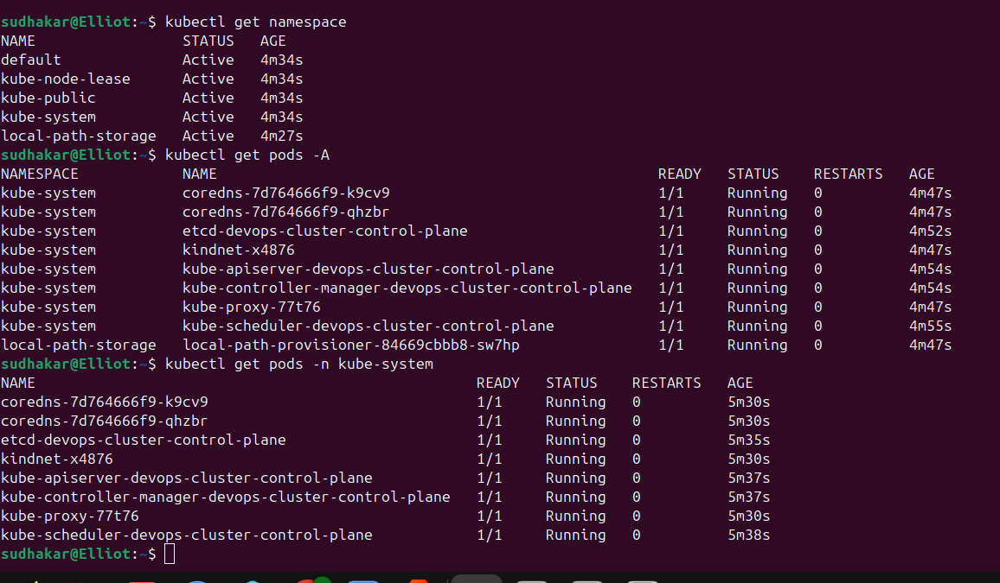 sudhakar@Elliot:~$ kubectl get namespace
NAME                 STATUS   AGE
default              Active   4m34s
kube-node-lease      Active   4m34s
kube-public          Active   4m34s
kube-system          Active   4m34s
local-path-storage   Active   4m27s
sudhakar@Elliot:~$ kubectl get pods -A
NAMESPACE            NAME                                                   READY   STATUS    RESTARTS   AGE
kube-system          coredns-7d764666f9-k9cv9                               1/1     Running   0          4m47s
kube-system          coredns-7d764666f9-qhzbr                               1/1     Running   0          4m47s
kube-system          etcd-devops-cluster-control-plane                      1/1     Running   0          4m52s
kube-system          kindnet-x4876                                          1/1     Running   0          4m47s
kube-system          kube-apiserver-devops-cluster-control-plane            1/1     Running   0          4m54s
kube-system          kube-controller-manager-devops-cluster-control-plane   1/1     Running   0          4m54s
kube-system          kube-proxy-77t76                                       1/1     Running   0          4m47s
kube-system          kube-scheduler-devops-cluster-control-plane            1/1     Running   0          4m55s
local-path-storage   local-path-provisioner-84669cbbb8-sw7hp                1/1     Running   0          4m47s
sudhakar@Elliot:~$ kubectl get pods -n kube-system
NAME                                                   READY   STATUS    RESTARTS   AGE
coredns-7d764666f9-k9cv9                               1/1     Running   0          5m30s
coredns-7d764666f9-qhzbr                               1/1     Running   0          5m30s
etcd-devops-cluster-control-plane                      1/1     Running   0          5m35s
kindnet-x4876                                          1/1     Running   0          5m30s
kube-apiserver-devops-cluster-control-plane            1/1     Running   0          5m37s
kube-controller-manager-devops-cluster-control-plane   1/1     Running   0          5m37s
kube-proxy-77t76                                       1/1     Running   0          5m30s
kube-scheduler-devops-cluster-control-plane            1/1     Running   0          5m38s
sudhakar@Elliot:~$